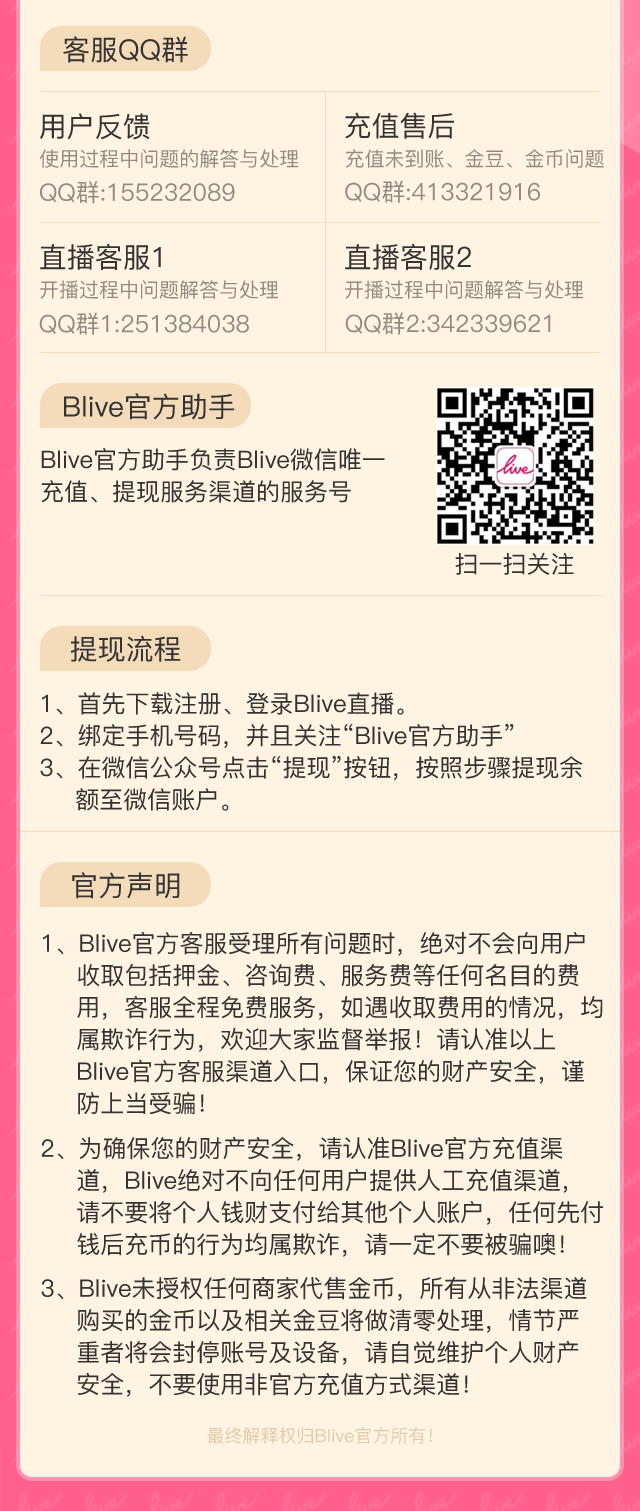 客服QQ群
用户反馈
使用过程中问题的解答与处理
QQ群:155232089
充值售后
充值未到账、金豆、金币问题
QQ群:413321916
直播客服1
开播过程中问题解答与处理
QQ群1:251384038
直播客服2
开播过程中问题解答与处理
QQ群2:342339621
Blive官方助手
Blive官方助手负责Blive微信唯一
充值、提现服务渠道的服务号
live
扫一扫关注
提现流程
1、首先下载注册、登录Blive直播。
2、绑定手机号码，并且关注“Blive官方助手”
3、在微信公众号点击“提现”按钮，按照步骤提现余
额至微信账户。
官方声明
1、Blive官方客服受理所有问题时，绝对不会向用户
收取包括押金、咨询费、服务费等任何名目的费
用，客服全程免费服务，如遇收取费用的情况，均
属欺诈行为，欢迎大家监督举报！请认准以上
Blive官方客服渠道入口，保证您的财产安全，谨
防上当受骗！
2、为确保您的财产安全，请认准Blive官方充值渠
道，Blive绝对不向任何用户提供人工充值渠道，
请不要将个人钱财支付给其他个人账户，任何先付
钱后充币的行为均属欺诈，请一定不要被骗噢！
3、Blive未授权任何商家代售金币，所有从非法渠道
购买的金币以及相关金豆将做清零处理，情节严
重者将会封停账号及设备，请自觉维护个人财产
安全，不要使用非官方充值方式渠道！
最终解释权归Blive官方所有！